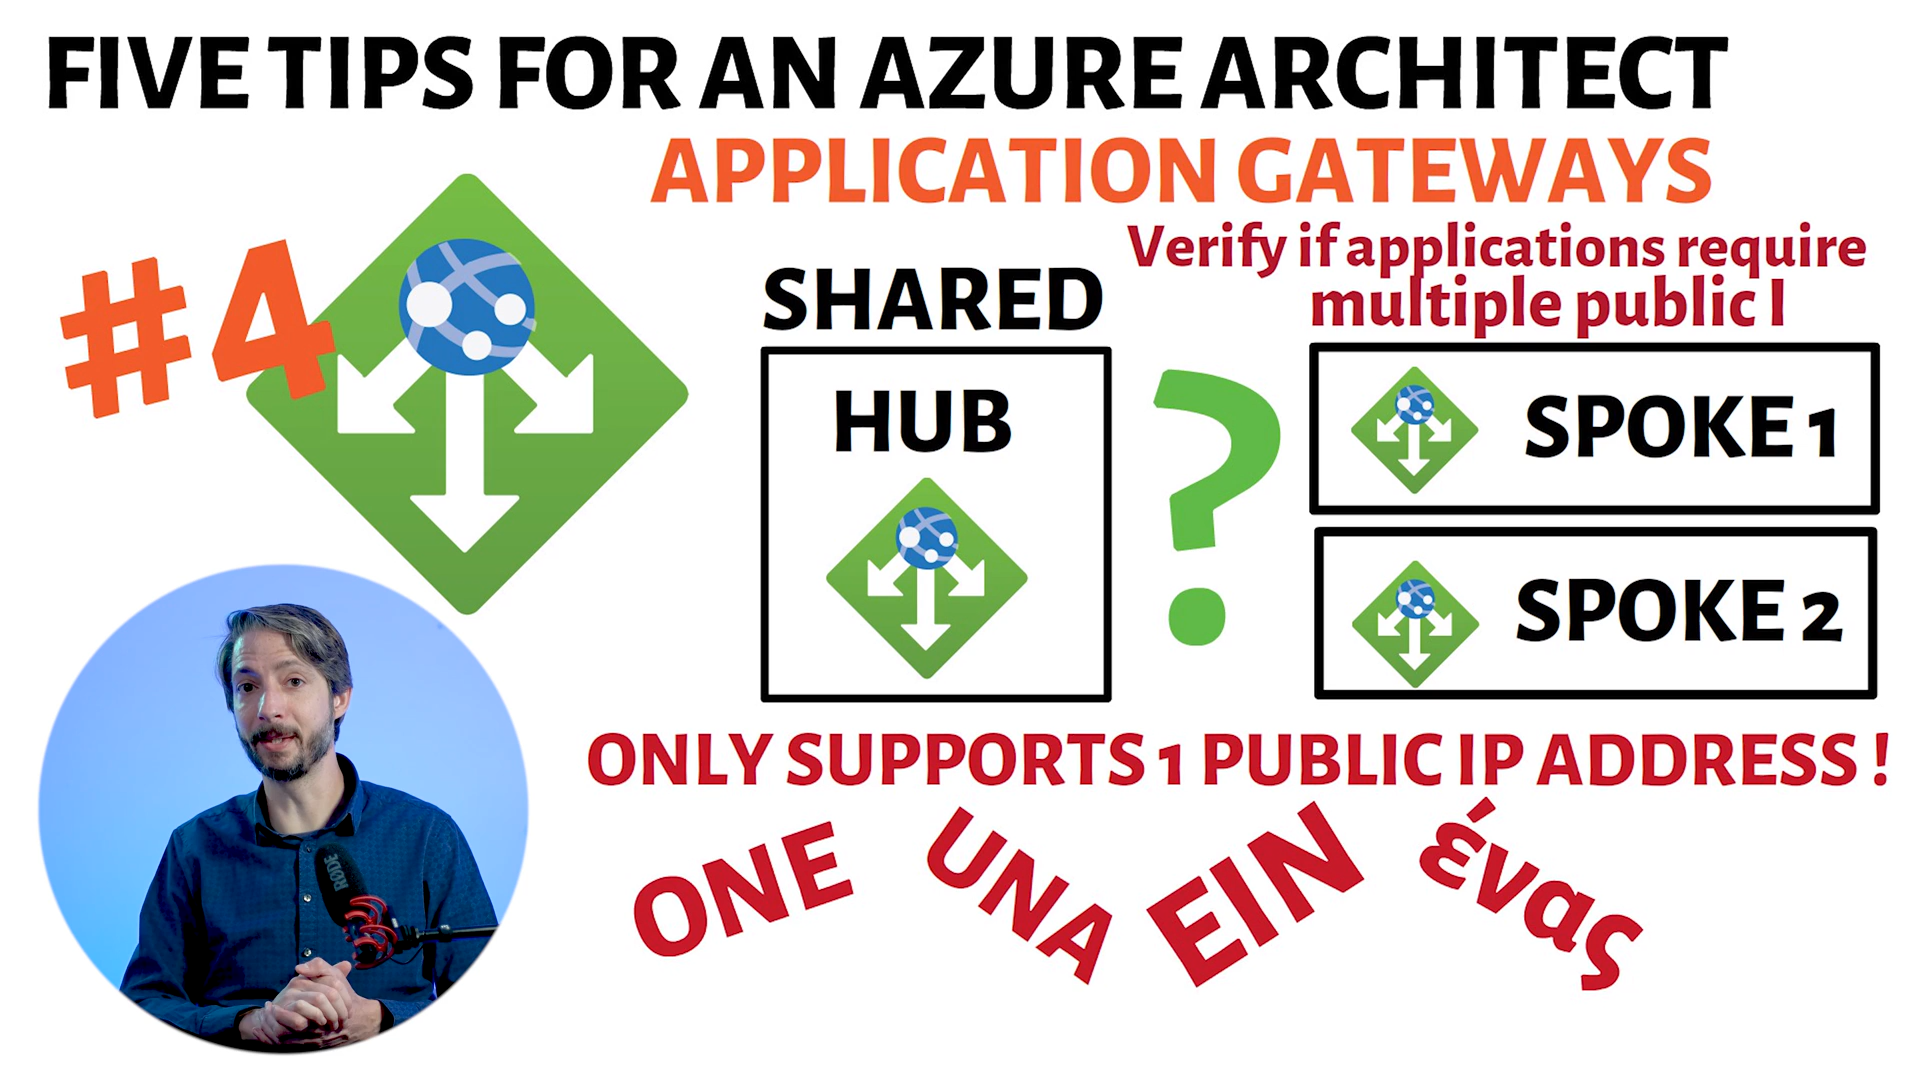 FIVE TIPS FOR AN AZURE ARCHITECT
APPLICATION GATEWAYS
#4
Verify if applications require
multiple public I
SHARED
HUB
?
SPOKE 1
SPOKE 2
ONLY SUPPORTS 1 PUBLIC IP ADDRESS !
ONE UNA EIN ένας
RØDE